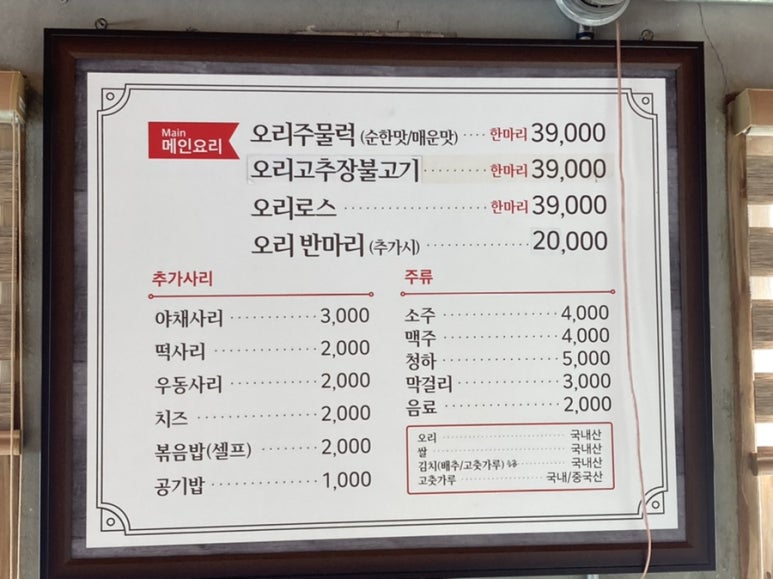 Main
메인요리
오리주물럭 (순한맛/매운맛) ···· 한마리 39,000
오리고추장불고기 ········· 한마리 39,000
오리로스 ···················· 한마리 39,000
오리 반마리 (추가시) ················ 20,000
추가사리
야채사리 ············ 3,000
떡사리 ·············· 2,000
우동사리 ············ 2,000
치즈 ················ 2,000
볶음밥(셀프) ········ 2,000
공기밥 ·············· 1,000
주류
소주 ················ 4,000
맥주 ················ 4,000
청하 ················ 5,000
막걸리 ·············· 3,000
음료 ················ 2,000
오리 ················ 국내산
쌀 ·················· 국내산
김치(배추/고춧가루) ········ 국내산
고춧가루 ············ 국내/중국산